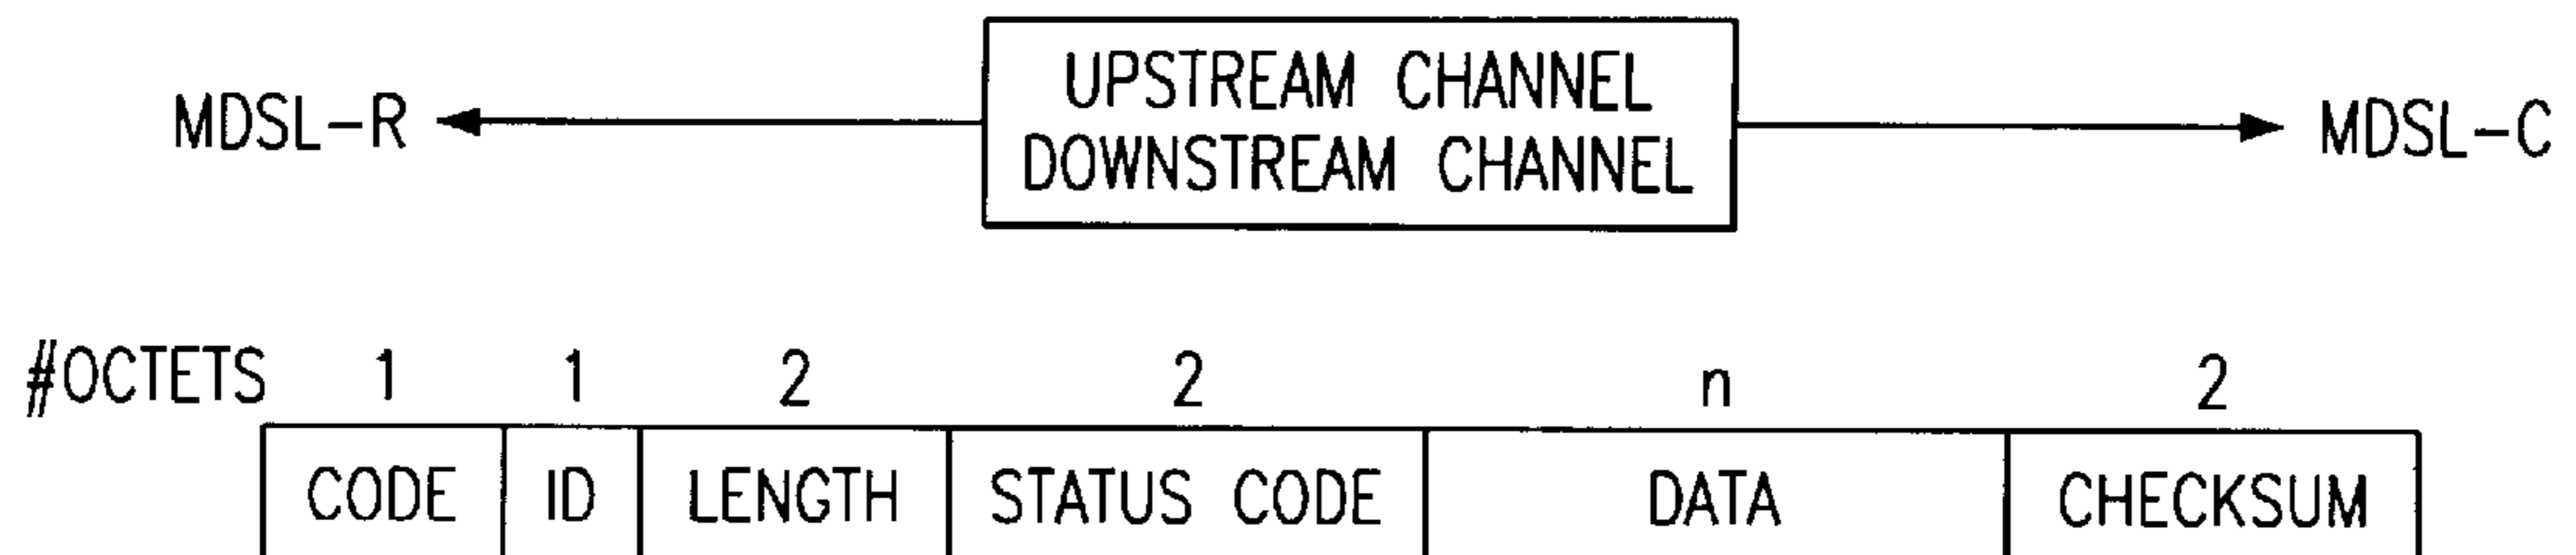 UPSTREAM CHANNEL
MDSL-R MDSL-C
DOWNSTREAM CHANNEL
#OCTETS 1 1 2 2 n 2
CODE ID LENGTH STATUS CODE DATA CHECKSUM